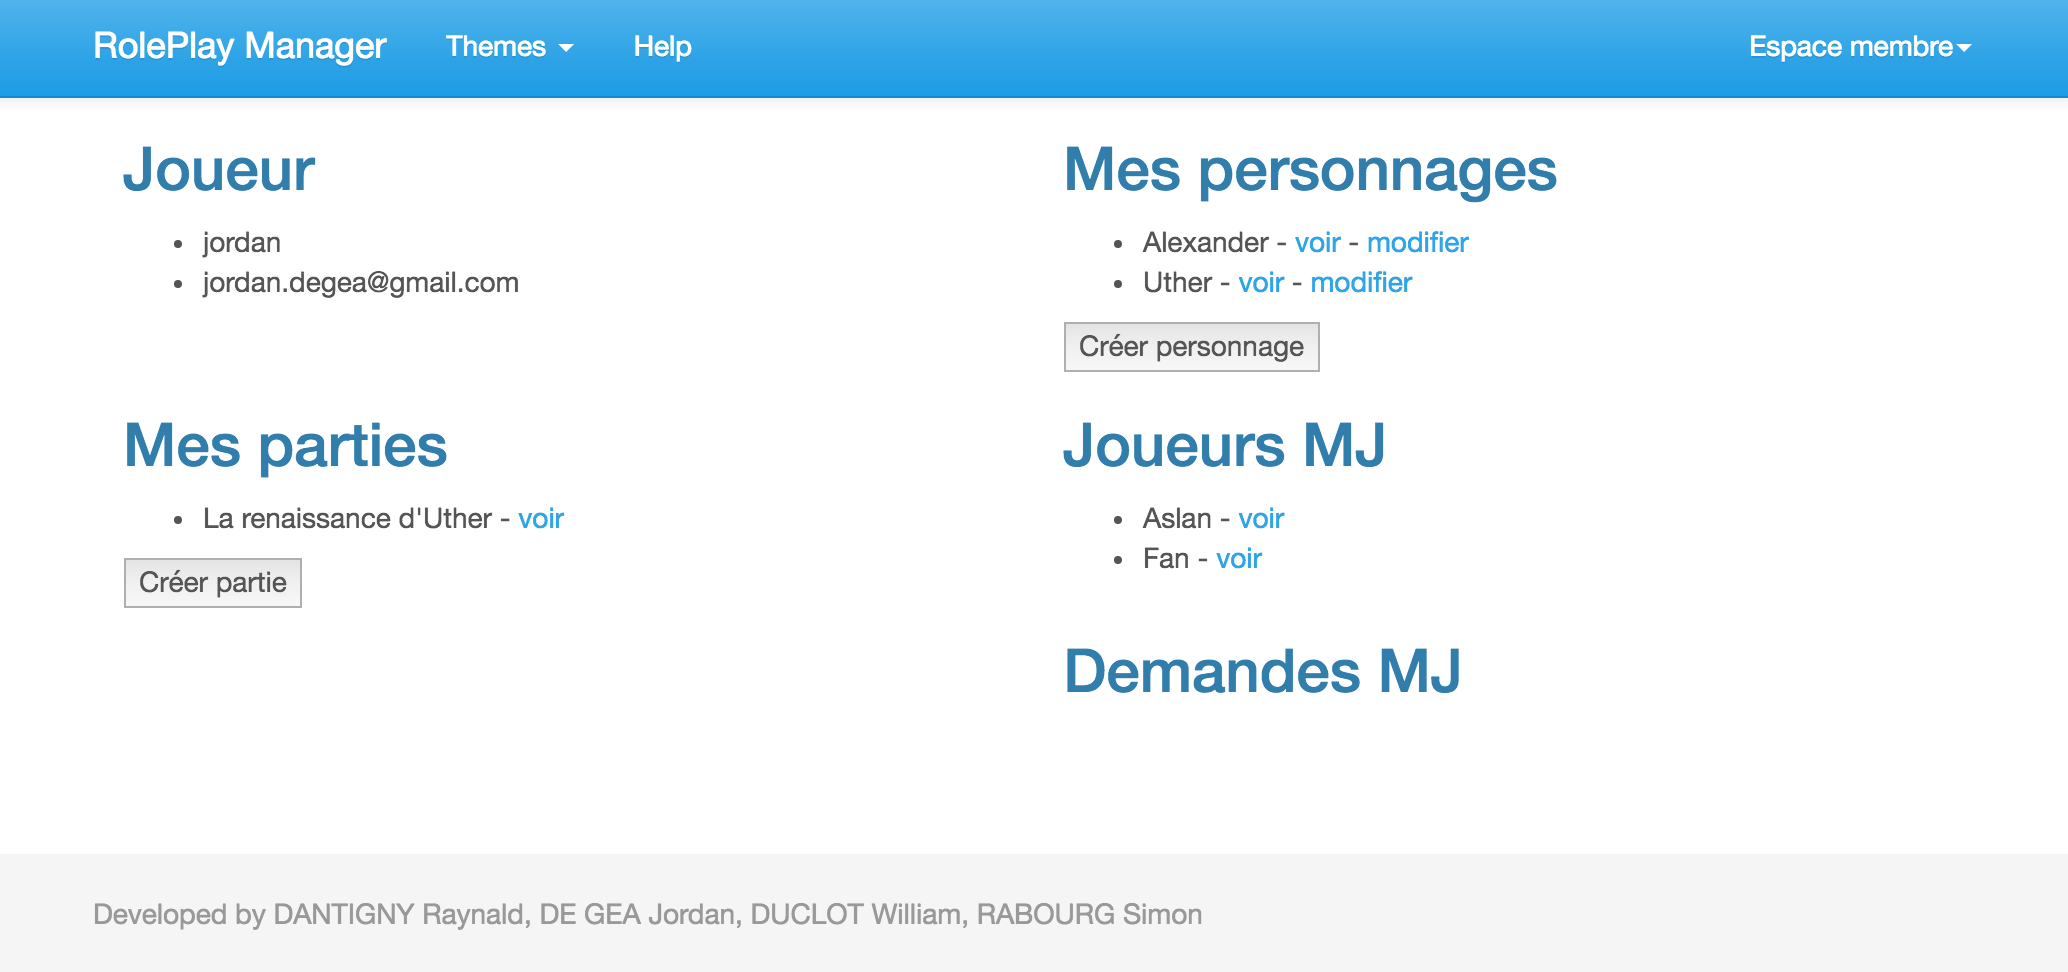 RolePlay Manager Themes Help Espace membre
Joueur
jordan
jordan.degea@gmail.com
Mes personnages
Alexander - voir - modifier
Uther - voir - modifier
Créer personnage
Mes parties
La renaissance d'Uther - voir
Créer partie
Joueurs MJ
Aslan - voir
Fan - voir
Demandes MJ
Developed by DANTIGNY Raynald, DE GEA Jordan, DUCLOT William, RABOURG Simon